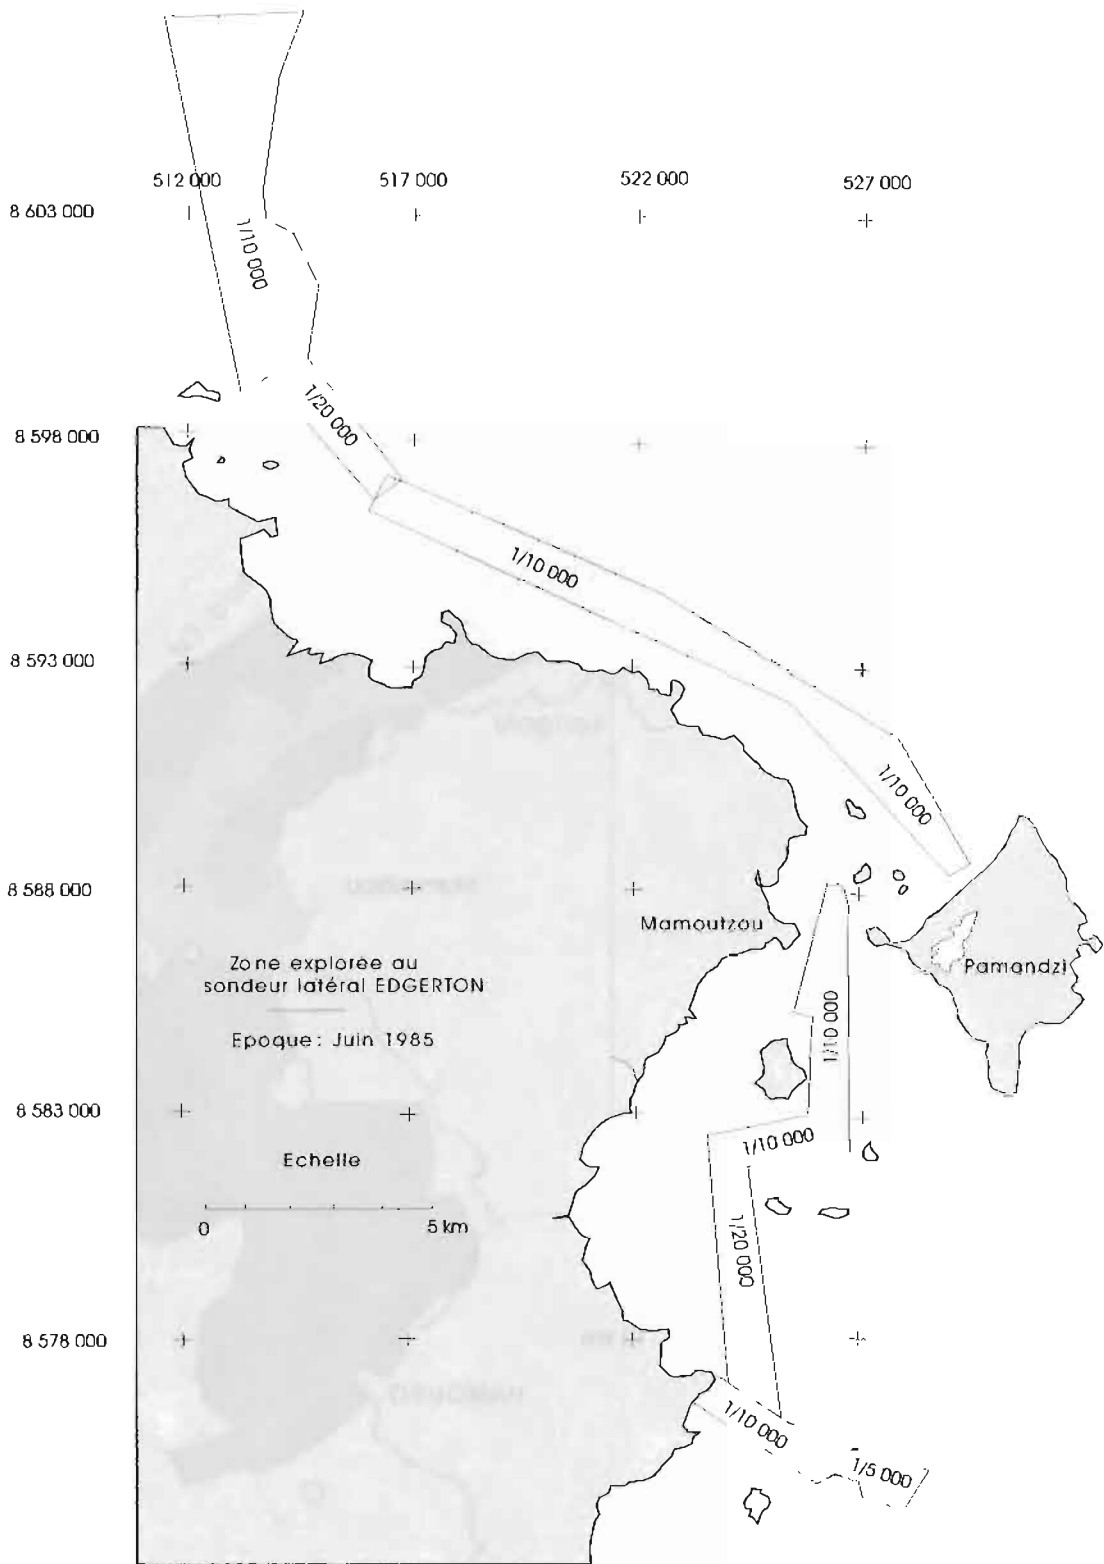 512 000
517 000
522 000
527 000
8 603 000
1/10 000
1/20 000
8 598 000
1/10 000
8 593 000
1/10 000
8 588 000
Mamoutzou
Pamandzi
Zone explorée au
sondeur latéral EDGERTON
Epoque : Juin 1985
1/10 000
8 583 000
1/10 000
Echelle
0
5 km
1/20 000
8 578 000
1/10 000
1/5 000